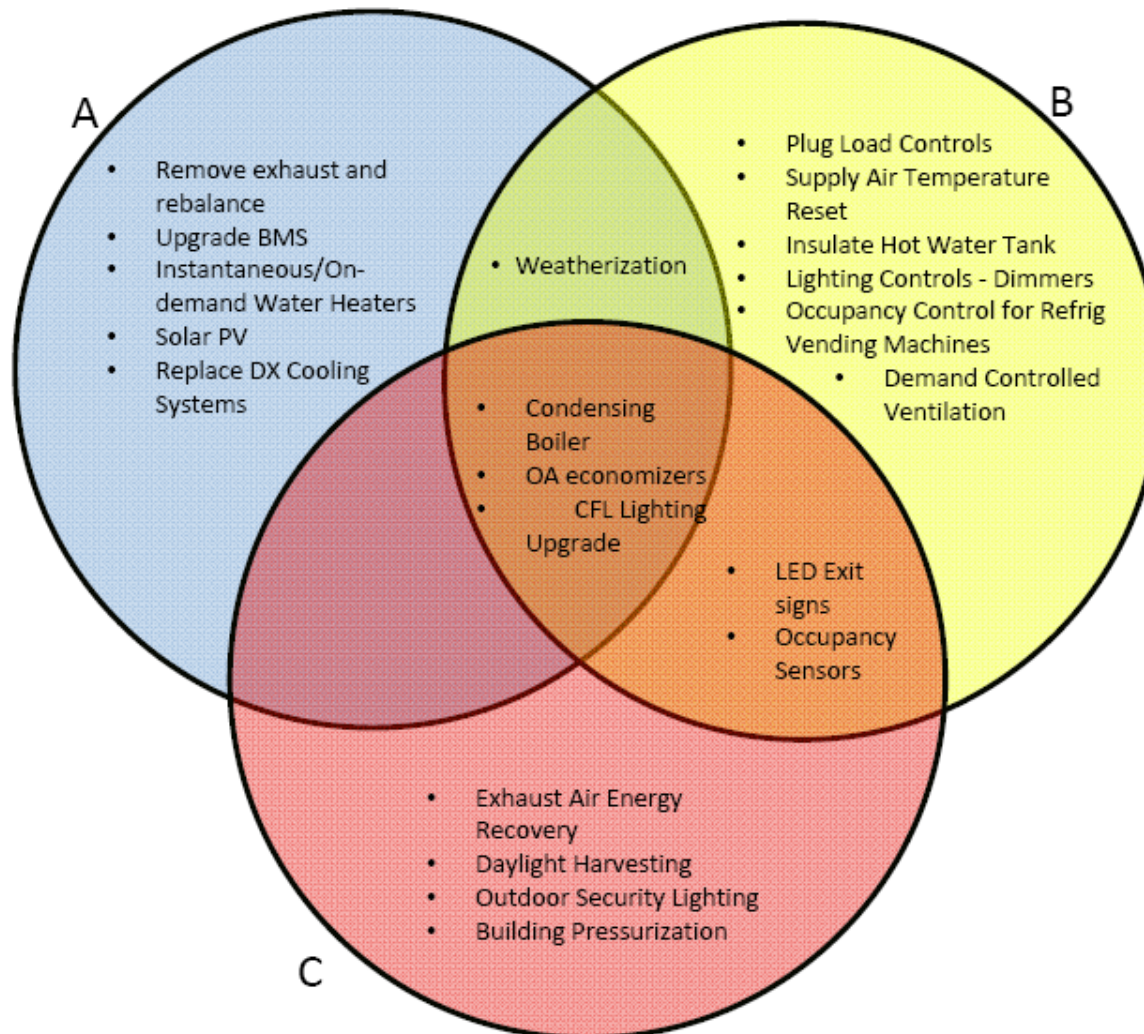 A
• Remove exhaust and
rebalance
• Upgrade BMS
• Instantaneous/On-
demand Water Heaters
• Solar PV
• Replace DX Cooling
Systems
B
• Plug Load Controls
• Supply Air Temperature
Reset
• Insulate Hot Water Tank
• Lighting Controls - Dimmers
• Occupancy Control for Refrig
Vending Machines
• Demand Controlled
Ventilation
• Weatherization
• Condensing
Boiler
• OA economizers
• CFL Lighting
Upgrade
• LED Exit
signs
• Occupancy
Sensors
• Exhaust Air Energy
Recovery
• Daylight Harvesting
• Outdoor Security Lighting
• Building Pressurization
C